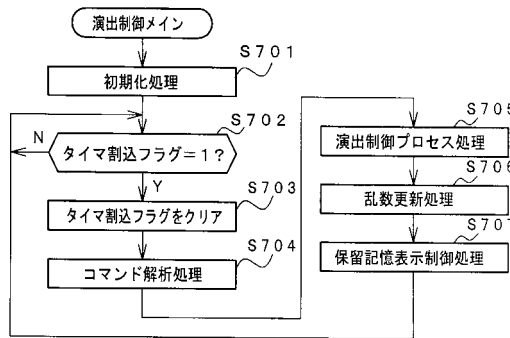 演出制御メイン
S701
初期化処理
S702
N
タイマ割込フラグ=1?
Y
S703
タイマ割込フラグをクリア
S704
コマンド解析処理
S705
演出制御プロセス処理
S706
乱数更新処理
S707
保留記憶表示制御処理